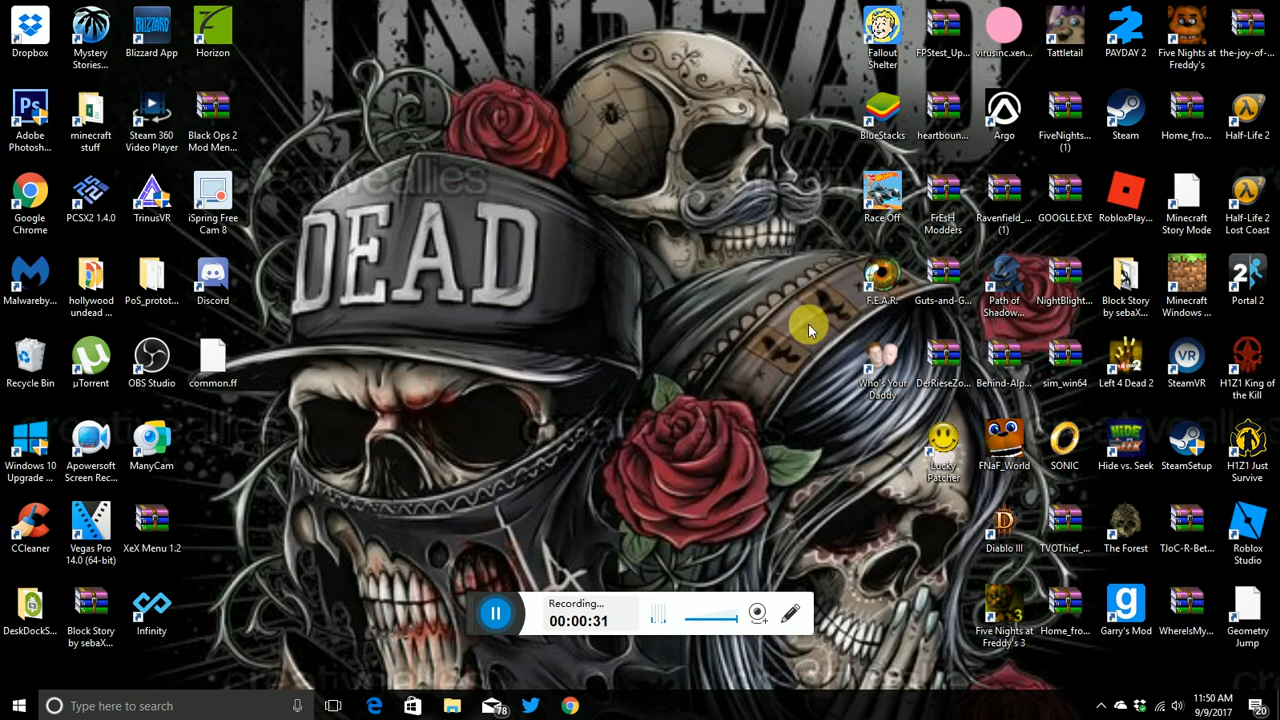 UNDEAD
DEAD
Dropbox
Mystery
Stories...
Blizzard App
Horizon
Adobe
Photosh...
minecraft
stuff
Steam 360
Video Player
Black Ops 2
Mod Men...
Google
Chrome
PCSX2 1.4.0
TrinusVR
iSpring Free
Cam 8
Malwareby...
hollywood
undead ...
PoS_protot...
Discord
Recycle Bin
µTorrent
OBS Studio
common.ff
Windows 10
Upgrade ...
Apowersoft
Screen Rec...
ManyCam
CCleaner
Vegas Pro
14.0 (64-bit)
XeX Menu 1.2
DeskDockS...
Block Story
by sebaX...
Infinity
Fallout
Shelter
FPStest_Up...
virusinc.xen...
Tattletail
PAYDAY 2
Five Nights at
Freddy's
the-joy-of-...
BlueStacks
heartboun...
Argo
FiveNights...
(1)
Steam
Home_fro...
Half-Life 2
Race Off
FrEsH
Modders
Ravenfield_...
(1)
GOOGLE.EXE
RobloxPlay...
Minecraft
Story Mode
Half-Life 2
Lost Coast
F.E.A.R.
Guts-and-G...
Path of
Shadow...
NightBlight...
Block Story
by sebaX...
Minecraft
Windows ...
Portal 2
Who's Your
Daddy
DerRieseZo...
Behind-Alp...
sim_win64
Left 4 Dead 2
SteamVR
H1Z1 King of
the Kill
Lucky
Patcher
FNaF_World
SONIC
Hide vs. Seek
SteamSetup
H1Z1 Just
Survive
Diablo III
TVOThief_...
The Forest
TJoC-R-Bet...
Roblox
Studio
Five Nights at
Freddy's 3
Home_fro...
Garry's Mod
WhereIsMy...
Geometry
Jump
Recording...
00:00:31
Type here to search
78
11:50 AM
9/9/2017
20